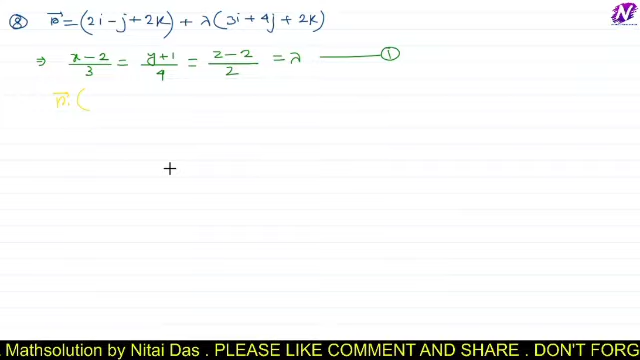 8 r⃗ = (2i - j + 2k) + λ(3i + 4j + 2k)
⇒ x-2/3 = y+1/4 = z-2/2 = λ ——— ①
r⃗. (
N
Mathsolution by Nitai Das . PLEASE LIKE COMMENT AND SHARE . DON'T FORG